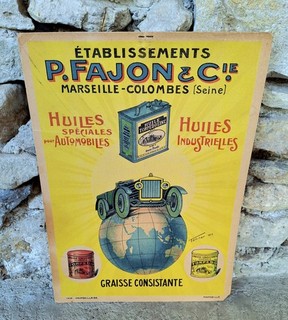 ÉTABLISSEMENTS
P. FAJON & CIE
MARSEILLE - COLOMBES (Seine)
HUILES
SPÉCIALES
pour AUTOMOBILES
HUILES
INDUSTRIELLES
GRAISSE CONSISTANTE